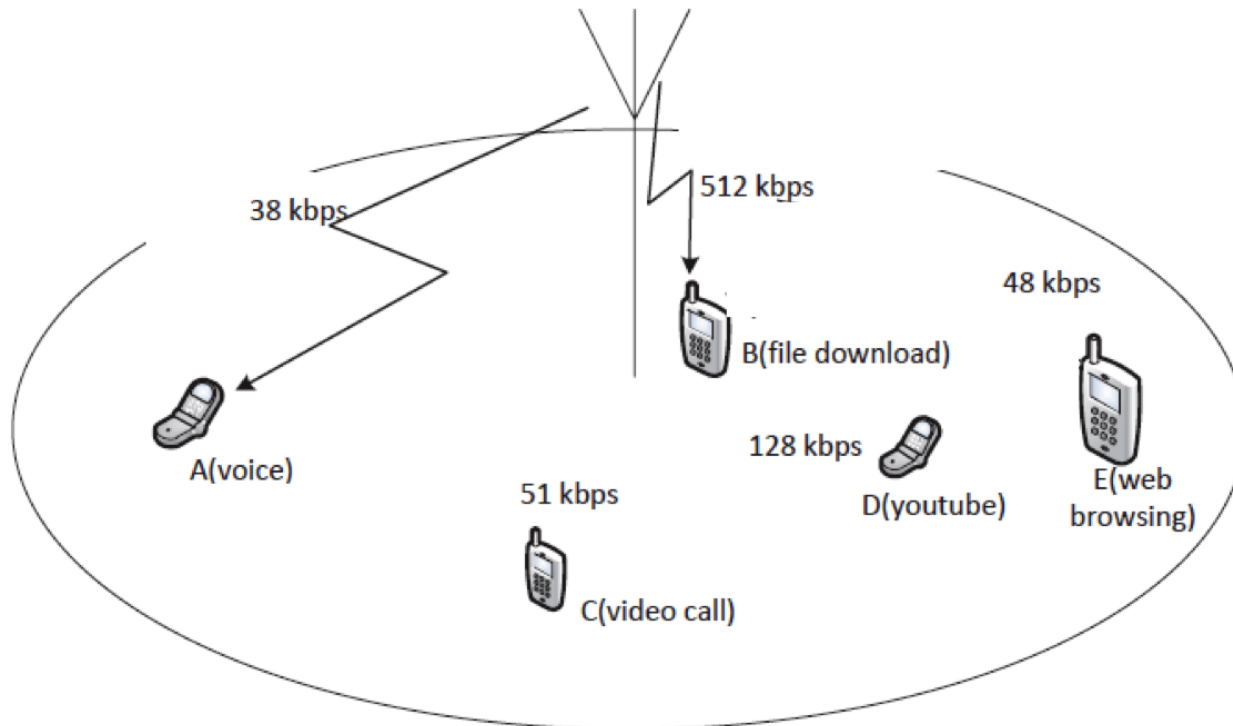 38 kbps
512 kbps
48 kbps
B(file download)
A(voice)
128 kbps
51 kbps
D(youtube)
E(web
browsing)
C(video call)